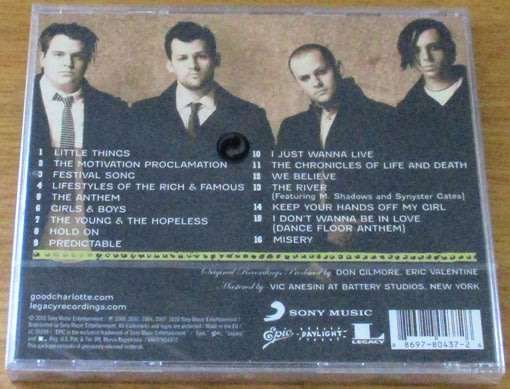 1 LITTLE THINGS
2 THE MOTIVATION PROCLAMATION
3 FESTIVAL SONG
4 LIFESTYLES OF THE RICH & FAMOUS
5 THE ANTHEM
6 GIRLS & BOYS
7 THE YOUNG & THE HOPELESS
8 HOLD ON
9 PREDICTABLE
10 I JUST WANNA LIVE
11 THE CHRONICLES OF LIFE AND DEATH
12 WE BELIEVE
13 THE RIVER
(Featuring M. Shadows and Synyster Gates)
14 KEEP YOUR HANDS OFF MY GIRL
15 I DON'T WANNA BE IN LOVE
(DANCE FLOOR ANTHEM)
16 MISERY
Original Recordings Produced by DON GILMORE, ERIC VALENTINE
Mastered by VIC ANESINI AT BATTERY STUDIOS, NEW YORK
goodcharlotte.com
legacyrecordings.com
SONY MUSIC
Epic
DAYLIGHT
L
LEGACY
8 8697-80437-2